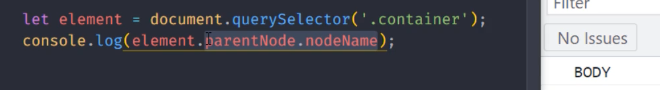 let element = document.querySelector('.container');
console.log(element.parentNode.nodeName);
Filter
No Issues
BODY